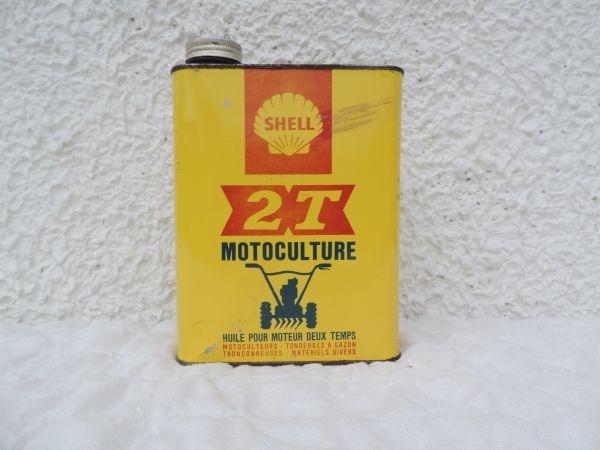 SHELL
2T
MOTOCULTURE
HUILE POUR MOTEUR DEUX TEMPS
MOTOCULTEURS - TONDEUSES A GAZON
TRONÇONNEUSES - MATÉRIELS DIVERS